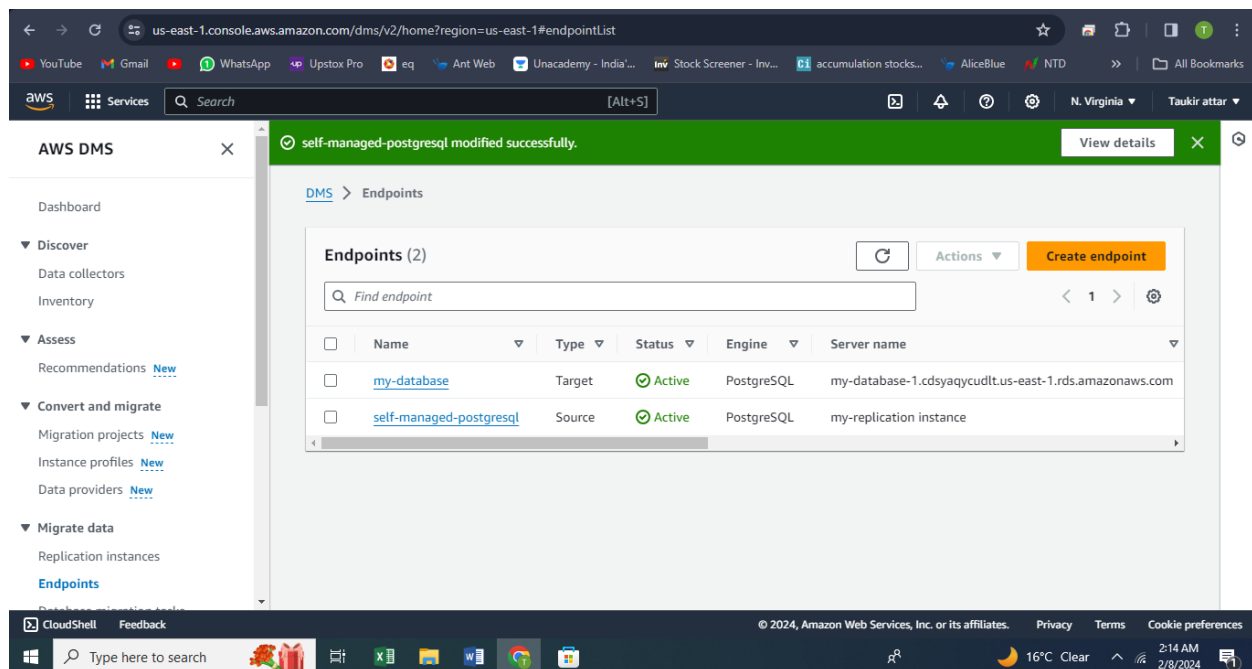 us-east-1.console.aws.amazon.com/dms/v2/home?region=us-east-1#endpointList
T
YouTube Gmail WhatsApp Upstox Pro eq Ant Web Unacademy - India'... Stock Screener - Inv... accumulation stocks... AliceBlue NTD » All Bookmarks
aws Services Search [Alt+S] N. Virginia ▼ Taukir attar ▼
AWS DMS
self-managed-postgresql modified successfully. View details
DMS > Endpoints
Dashboard
Discover
Data collectors
Inventory
Assess
Recommendations New
Convert and migrate
Migration projects New
Instance profiles New
Data providers New
Migrate data
Replication instances
Endpoints
Endpoints (2) Actions ▼ Create endpoint
Find endpoint < 1 >
Name Type Status Engine Server name
my-database Target Active PostgreSQL my-database-1.cdsyaqycudlt.us-east-1.rds.amazonaws.com
self-managed-postgresql Source Active PostgreSQL my-replication instance
CloudShell Feedback © 2024, Amazon Web Services, Inc. or its affiliates. Privacy Terms Cookie preferences
Type here to search 16°C Clear 2:14 AM
2/8/2024